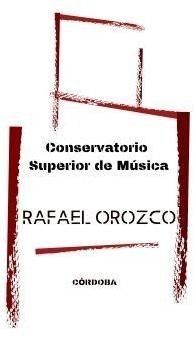 Conservatorio
Superior de Música
RAFAEL OROZCO
CÓRDOBA